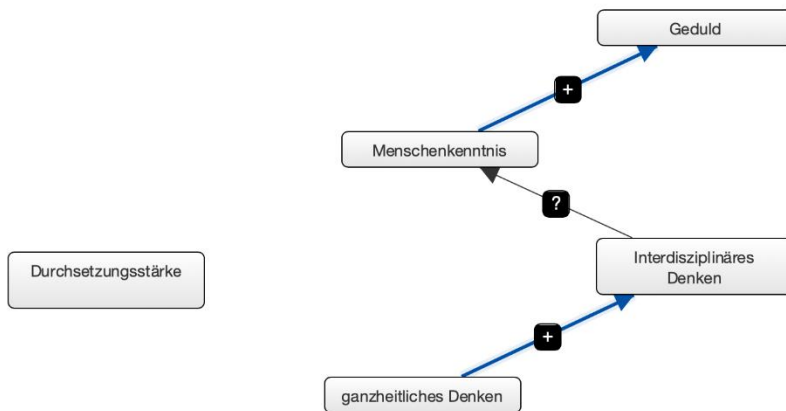 Geduld
+
Menschenkenntnis
?
Durchsetzungsstärke
Interdisziplinäres
Denken
+
ganzheitliches Denken